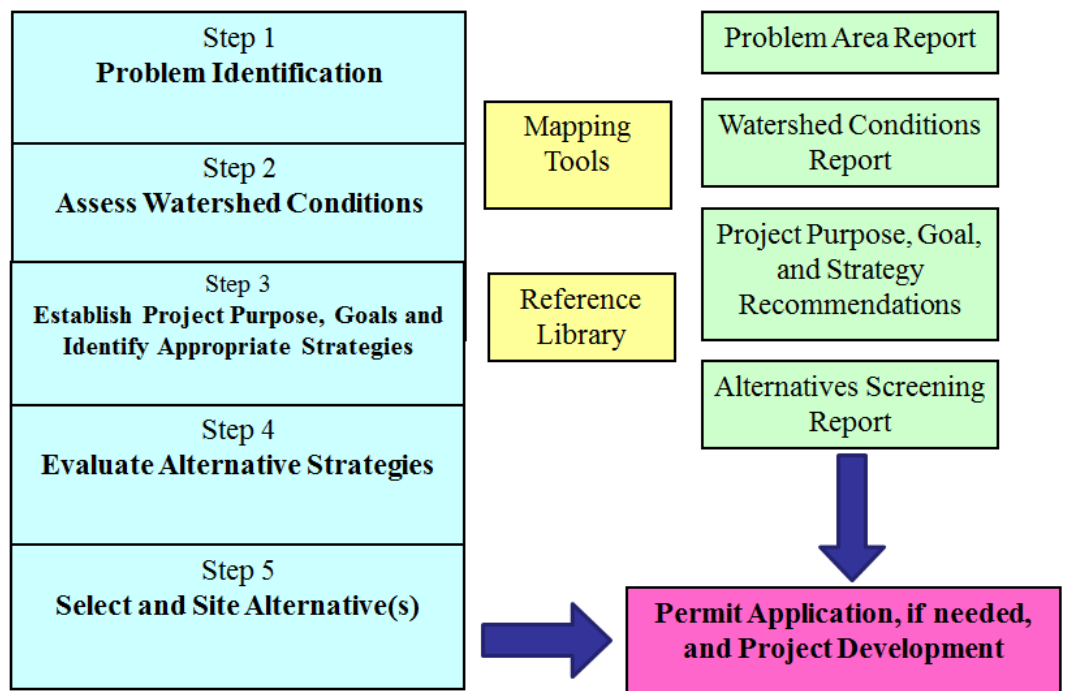 Step 1
Problem Identification
Step 2
Assess Watershed Conditions
Step 3
Establish Project Purpose, Goals and
Identify Appropriate Strategies
Step 4
Evaluate Alternative Strategies
Step 5
Select and Site Alternative(s)
Mapping
Tools
Reference
Library
Problem Area Report
Watershed Conditions
Report
Project Purpose, Goal,
and Strategy
Recommendations
Alternatives Screening
Report
Permit Application, if needed,
and Project Development